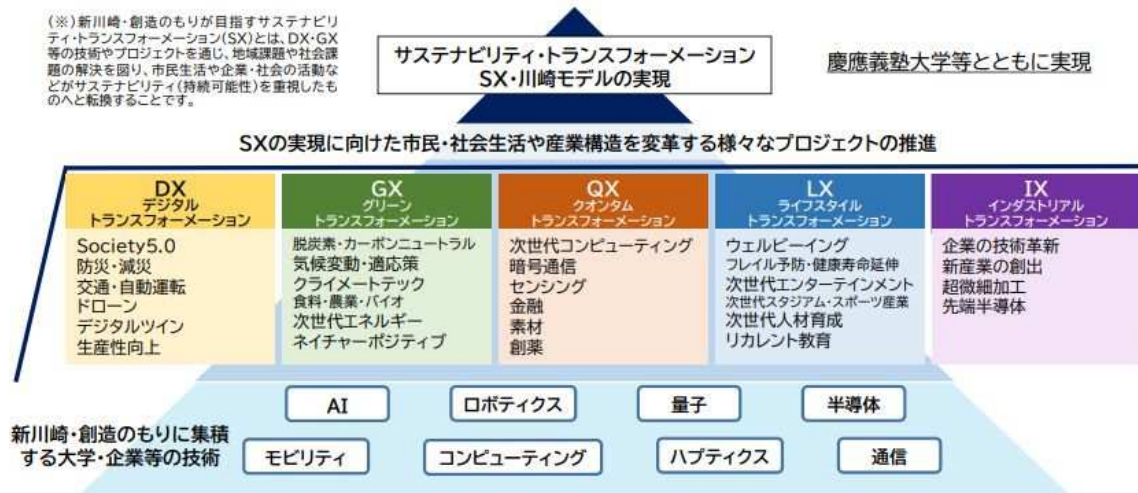 (※)新川崎・創造のもりが目指すサステナビリ
ティ・トランスフォーメーション(SX)とは、DX・GX
等の技術やプロジェクトを通じ、地域課題や社会課
題の解決を図り、市民生活や企業・社会の活動な
どがサステナビリティ(持続可能性)を重視したも
のへと転換することです。
サステナビリティ・トランスフォーメーション
SX・川崎モデルの実現
慶應義塾大学等とともに実現
SXの実現に向けた市民・社会生活や産業構造を変革する様々なプロジェクトの推進
DX
デジタル
トランスフォーメーション
Society5.0
防災・減災
交通・自動運転
ドローン
デジタルツイン
生産性向上
GX
グリーン
トランスフォーメーション
脱炭素・カーボンニュートラル
気候変動・適応策
クライメートテック
食料・農業・バイオ
次世代エネルギー
ネイチャーポジティブ
QX
クオンタム
トランスフォーメーション
次世代コンピューティング
暗号通信
センシング
金融
素材
創薬
LX
ライフスタイル
トランスフォーメーション
ウェルビーイング
フレイル予防・健康寿命延伸
次世代エンターテインメント
次世代スタジアム・スポーツ産業
次世代人材育成
リカレント教育
IX
インダストリアル
トランスフォーメーション
企業の技術革新
新産業の創出
超微細加工
先端半導体
新川崎・創造のもりに集積
する大学・企業等の技術
AI
ロボティクス
量子
半導体
モビリティ
コンピューティング
ハプティクス
通信